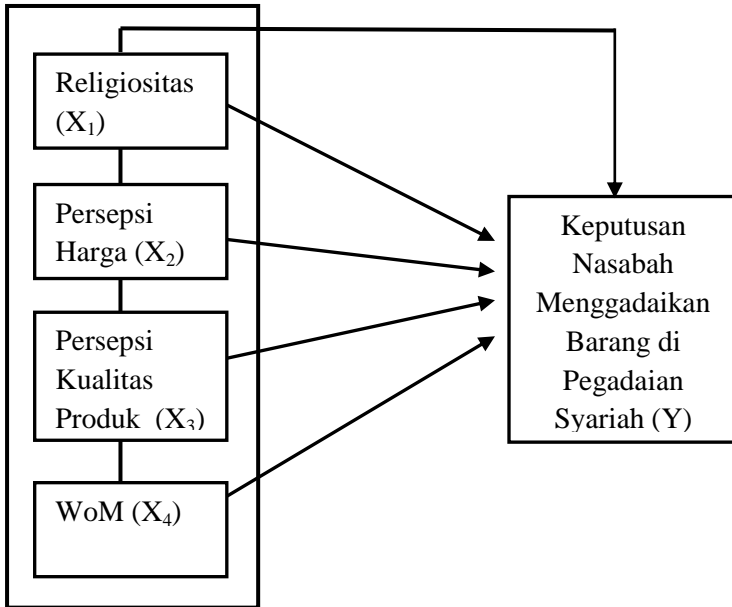 Religiositas
(X₁)
Persepsi
Harga (X₂)
Persepsi
Kualitas
Produk (X₃)
WoM (X₄)
Keputusan
Nasabah
Menggadaikan
Barang di
Pegadaian
Syariah (Y)